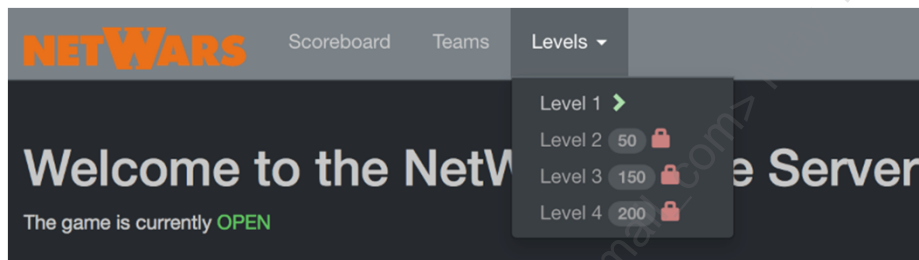 NETWARS Scoreboard Teams Levels
Level 1
Level 2 50
Level 3 150
Level 4 200
Welcome to the NetW e Server
The game is currently OPEN